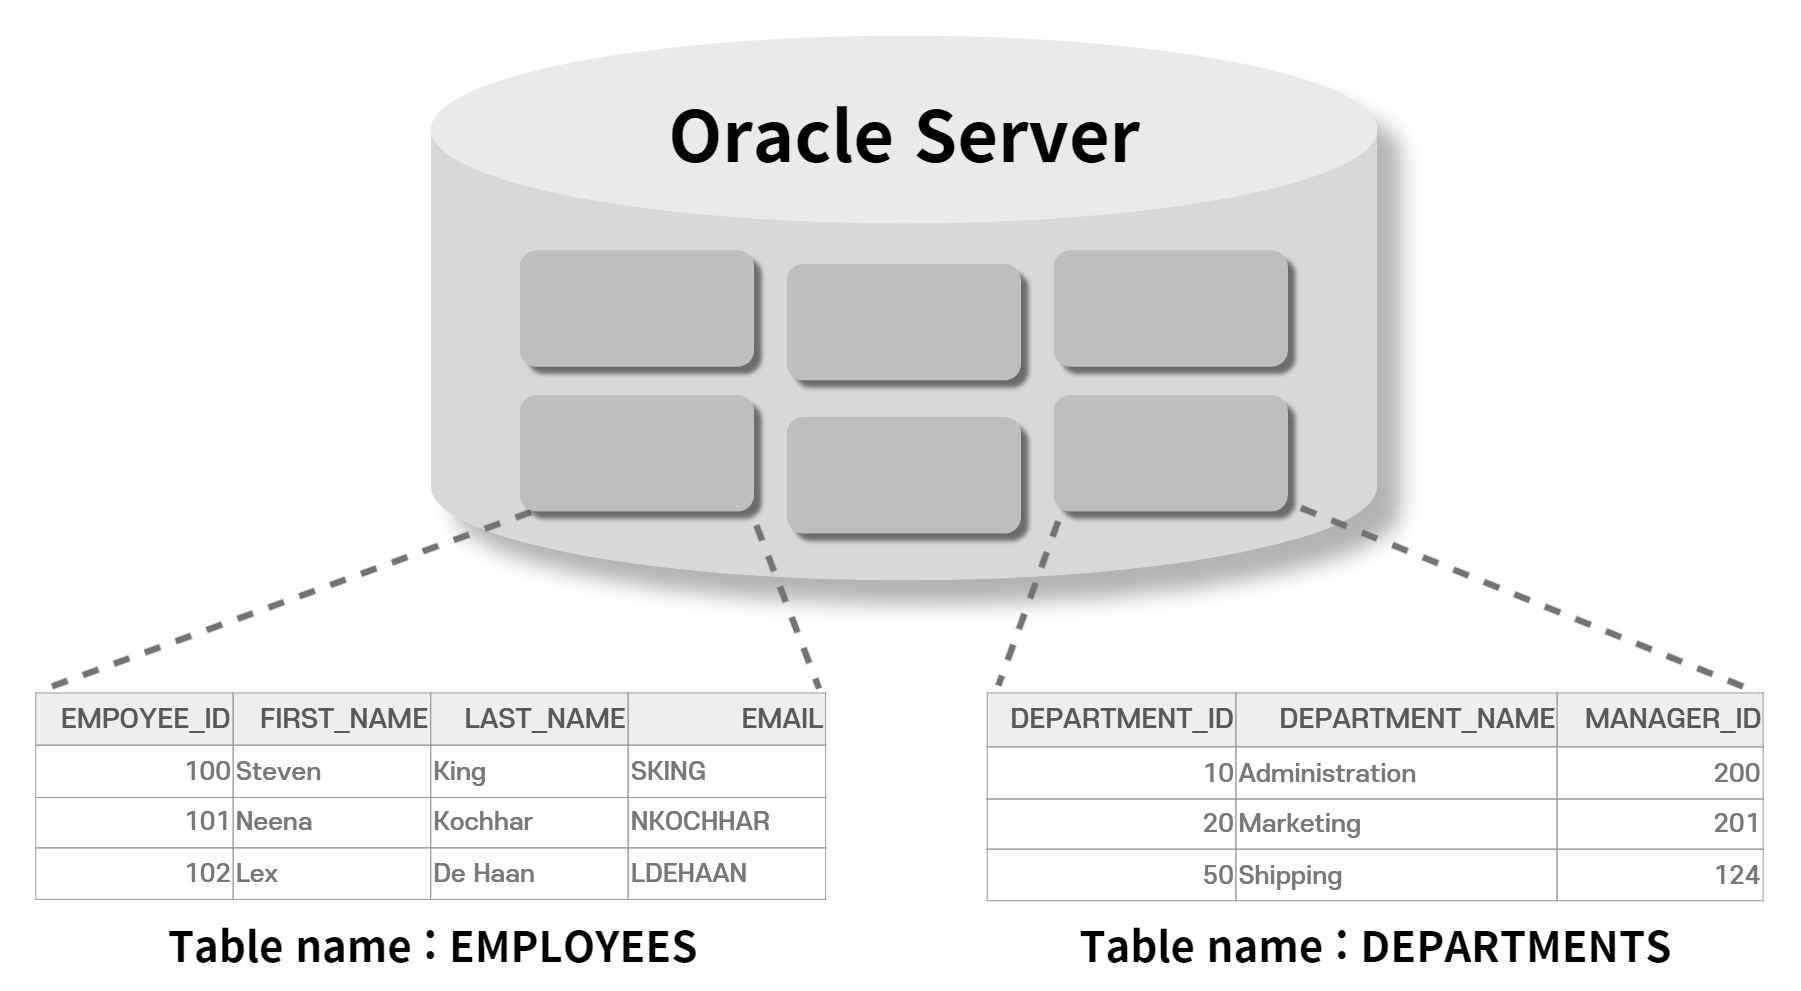 Oracle Server
EMPOYEE_ID FIRST_NAME LAST_NAME EMAIL
100 Steven King SKING
101 Neena Kochhar NKOCHHAR
102 Lex De Haan LDEHAAN
Table name : EMPLOYEES
DEPARTMENT_ID DEPARTMENT_NAME MANAGER_ID
10 Administration 200
20 Marketing 201
50 Shipping 124
Table name : DEPARTMENTS